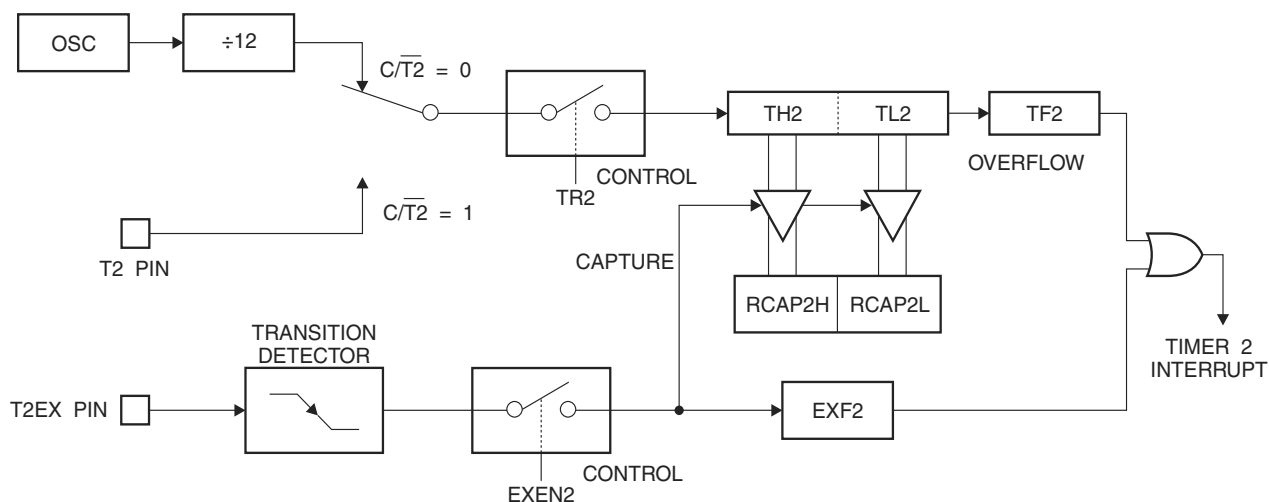 OSC
÷12
C/T2̅ = 0
TH2
TL2
TF2
OVERFLOW
CONTROL
TR2
C/T2̅ = 1
T2 PIN
CAPTURE
RCAP2H
RCAP2L
TRANSITION
DETECTOR
TIMER 2
INTERRUPT
T2EX PIN
EXF2
CONTROL
EXEN2